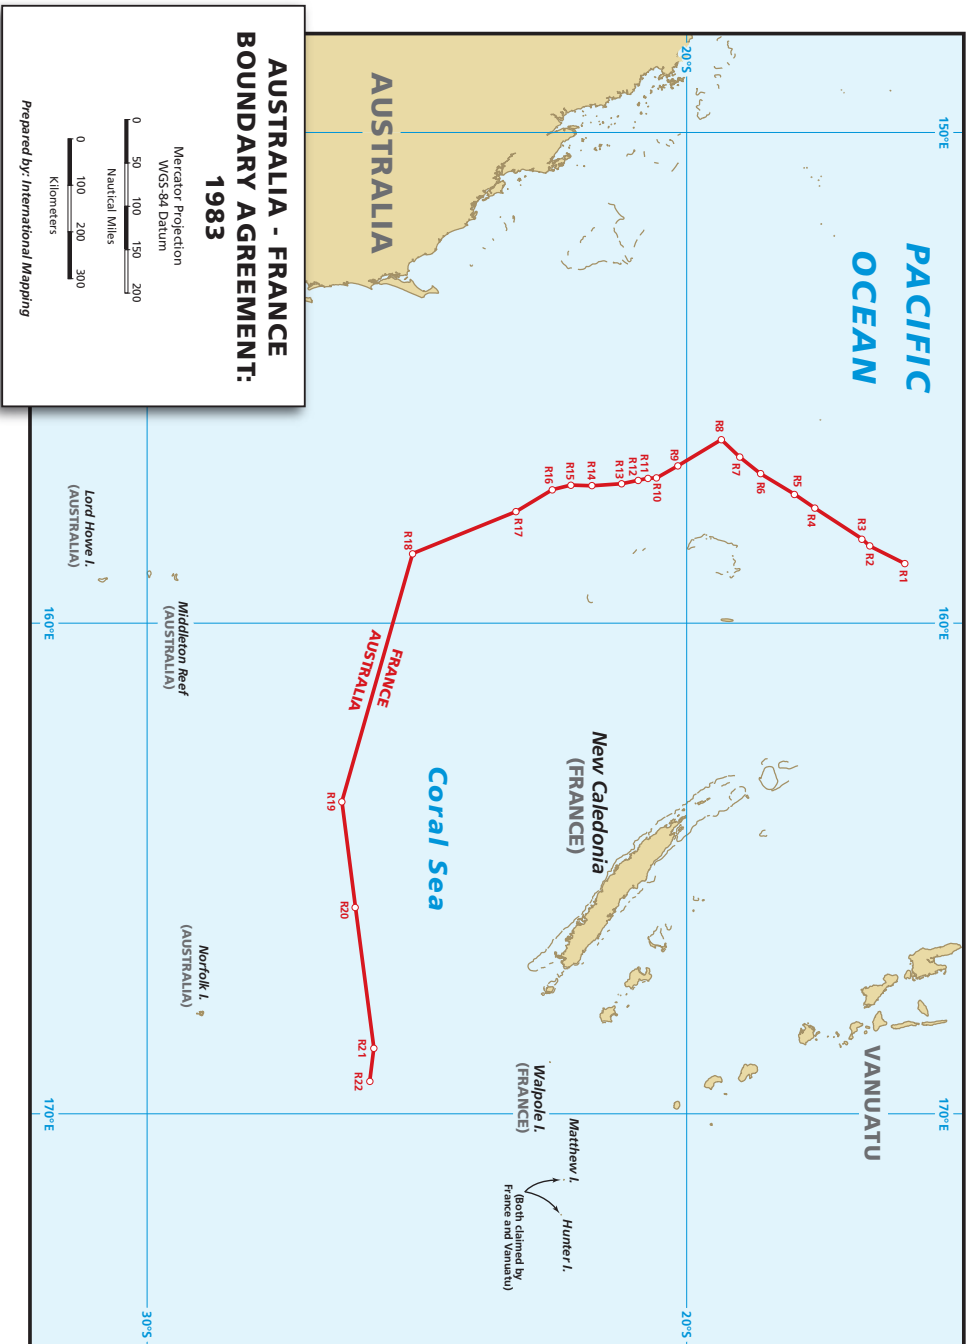 150°E
160°E
170°E
PACIFIC
OCEAN
VANUATU
R1
R2
R3
R4
R5
R6
R7
R8
R9
R10
R11
R12
R13
R14
R15
R16
R17
R18
R19
R20
R21
R22
20°S
20°S
New Caledonia
(FRANCE)
Matthew I.
Hunter I.
(Both claimed by
France and Vanuatu)
Walpole I.
(FRANCE)
Coral Sea
FRANCE
AUSTRALIA
AUSTRALIA
Norfolk I.
(AUSTRALIA)
Middleton Reef
(AUSTRALIA)
Lord Howe I.
(AUSTRALIA)
30°S
160°E
170°E
AUSTRALIA - FRANCE
BOUNDARY AGREEMENT:
1983
Mercator Projection
WGS-84 Datum
0 50 100 150 200
Nautical Miles
0 100 200 300
Kilometers
Prepared by: International Mapping